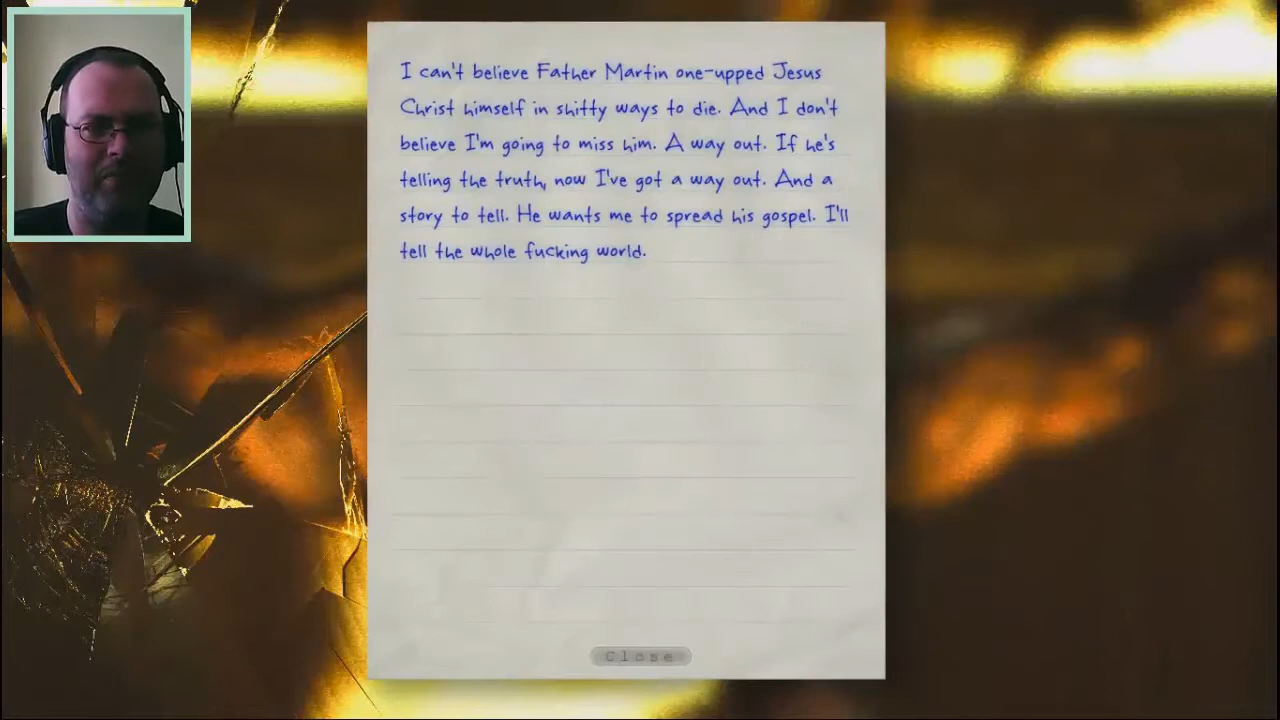 I can't believe Father Martin one-upped Jesus
Christ himself in shitty ways to die. And I don't
believe I'm going to miss him. A way out. If he's
telling the truth, now I've got a way out. And a
story to tell. He wants me to spread his gospel. I'll
tell the whole fucking world.
Close